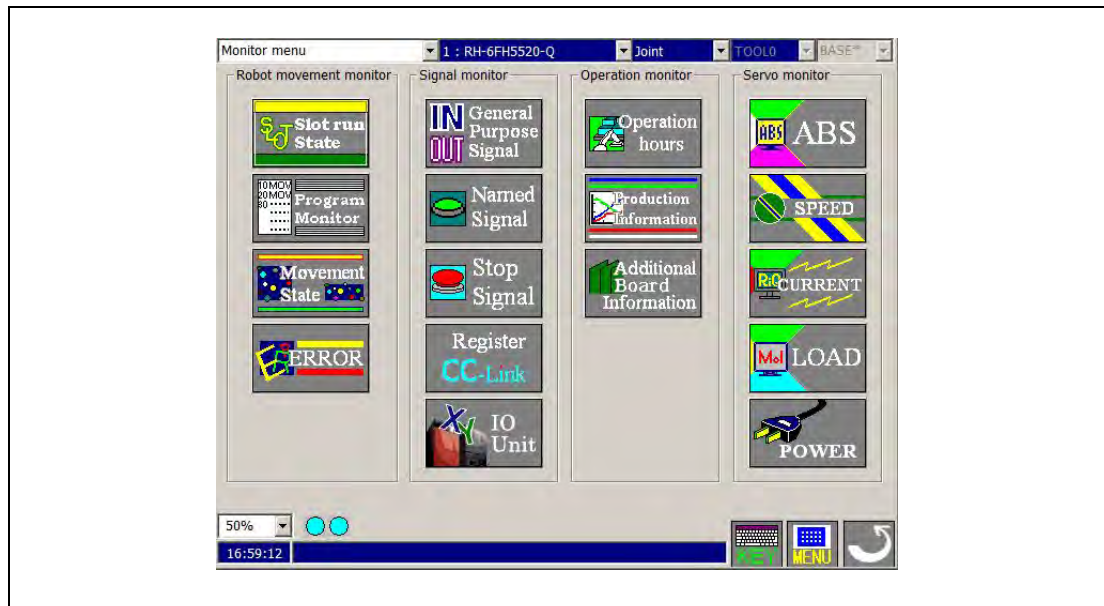 Monitor menu
1 : RH-6FH5520-Q
Joint
TOOL0
BASE*
Robot movement monitor
SLOT
Slot run
State
10MOV
20MOV
30
Program
Monitor
Movement
State
ERROR
Signal monitor
IN
OUT
General
Purpose
Signal
Named
Signal
Stop
Signal
Register
CC-Link
XY
IO
Unit
Operation monitor
Operation
hours
Production
Information
Additional
Board
Information
Servo monitor
ABS
ABS
SPEED
CURRENT
LOAD
POWER
50%
16:59:12
KEY
MENU